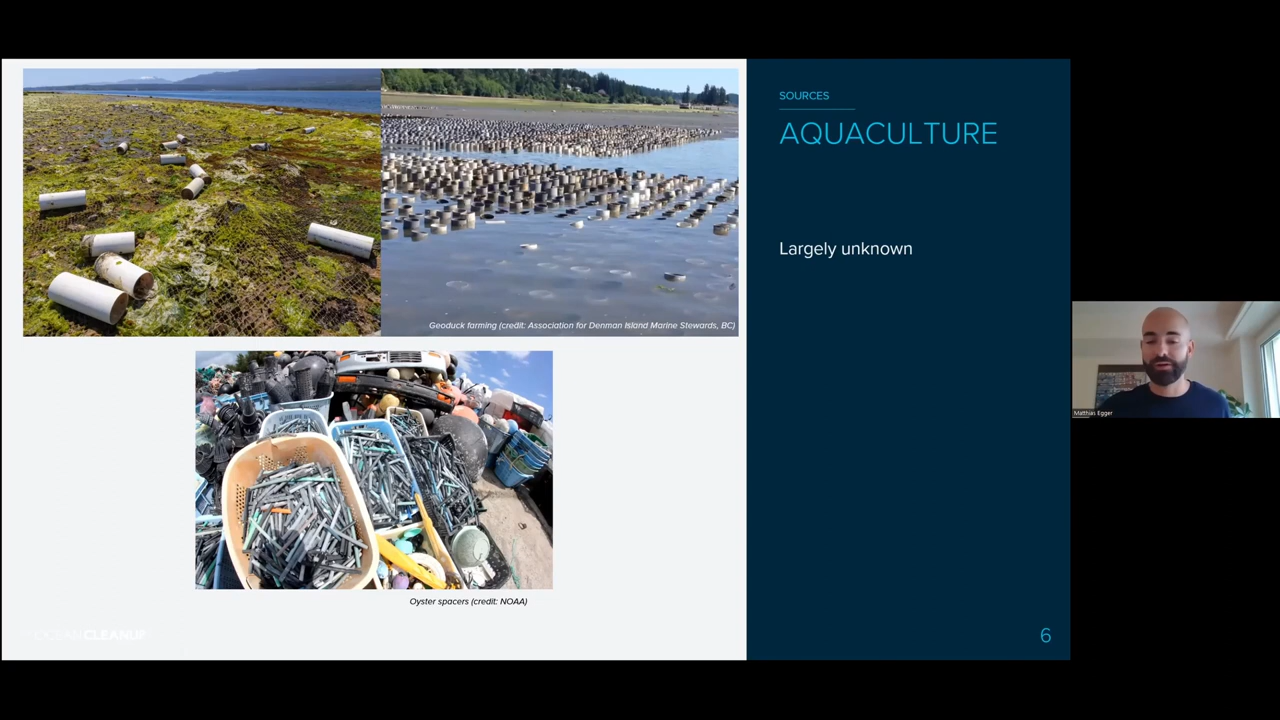 SOURCES
AQUACULTURE
Largely unknown
Geoduck farming (credit: Association for Denman Island Marine Stewards, BC)
Oyster spacers (credit: NOAA)
OCEANCLEANUP
6
Matthias Egger